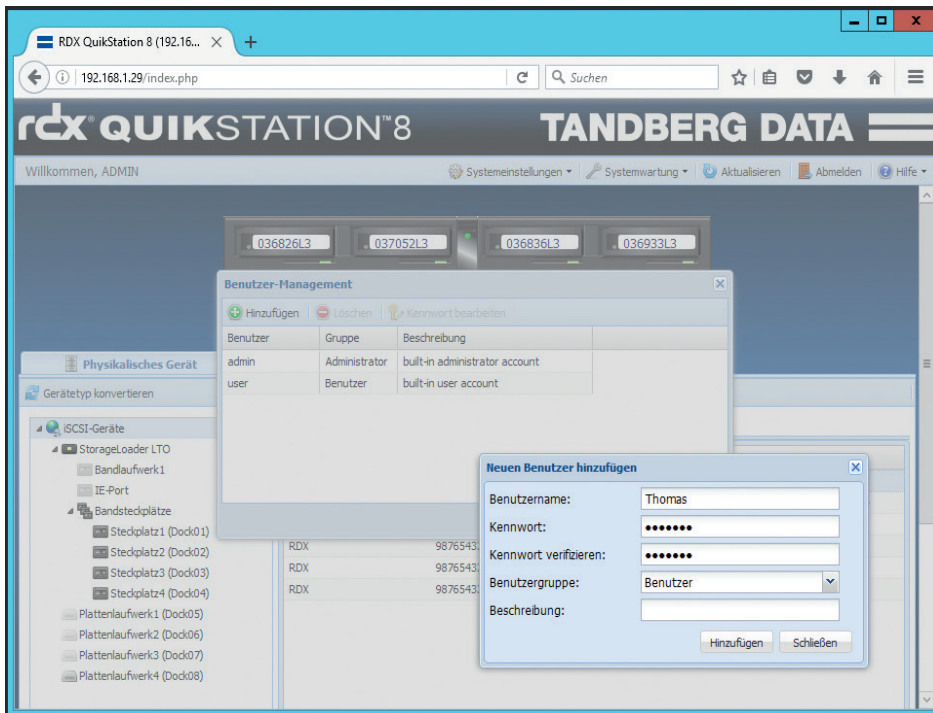 RDX QuikStation 8 (192.16...
192.168.1.29/index.php
Suchen
rdx® QUIKSTATION™8
TANDBERG DATA
Willkommen, ADMIN
Systemeinstellungen
Systemwartung
Aktualisieren
Abmelden
Hilfe
036826L3
037052L3
036836L3
036933L3
Benutzer-Management
Hinzufügen
Löschen
Kennwort bearbeiten
Benutzer Gruppe Beschreibung
admin Administrator built-in administrator account
user Benutzer built-in user account
Physikalisches Gerät
Gerätetyp konvertieren
iSCSI-Geräte
StorageLoader LTO
Bandlaufwerk1
IE-Port
Bandsteckplätze
Steckplatz1 (Dock01)
Steckplatz2 (Dock02)
Steckplatz3 (Dock03)
Steckplatz4 (Dock04)
Plattenlaufwerk1 (Dock05)
Plattenlaufwerk2 (Dock06)
Plattenlaufwerk3 (Dock07)
Plattenlaufwerk4 (Dock08)
RDX
RDX
RDX
Neuen Benutzer hinzufügen
Benutzername: Thomas
Kennwort: •••••••
Kennwort verifizieren: •••••••
Benutzergruppe: Benutzer
Beschreibung:
Hinzufügen
Schließen